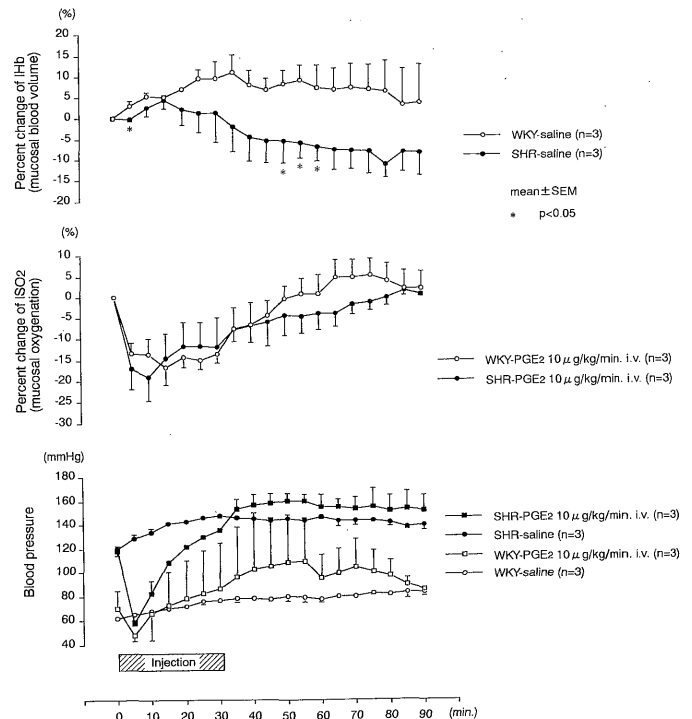 (%)
20
15
10
5
0
-5
-10
-15
-20
Percent change of IHb
(mucosal blood volume)
*
*
*
*
WKY-saline (n=3)
SHR-saline (n=3)
mean±SEM
* p<0.05
(%)
10
5
0
-5
-10
-15
-20
-25
-30
Percent change of ISO2
(mucosal oxygenation)
WKY-PGE2 10 μg/kg/min. i.v. (n=3)
SHR-PGE2 10 μg/kg/min. i.v. (n=3)
(mmHg)
180
160
140
120
100
80
60
40
Blood pressure
SHR-PGE2 10 μg/kg/min. i.v. (n=3)
SHR-saline (n=3)
WKY-PGE2 10 μg/kg/min. i.v. (n=3)
WKY-saline (n=3)
Injection
0 10 20 30 40 50 60 70 80 90 (min.)